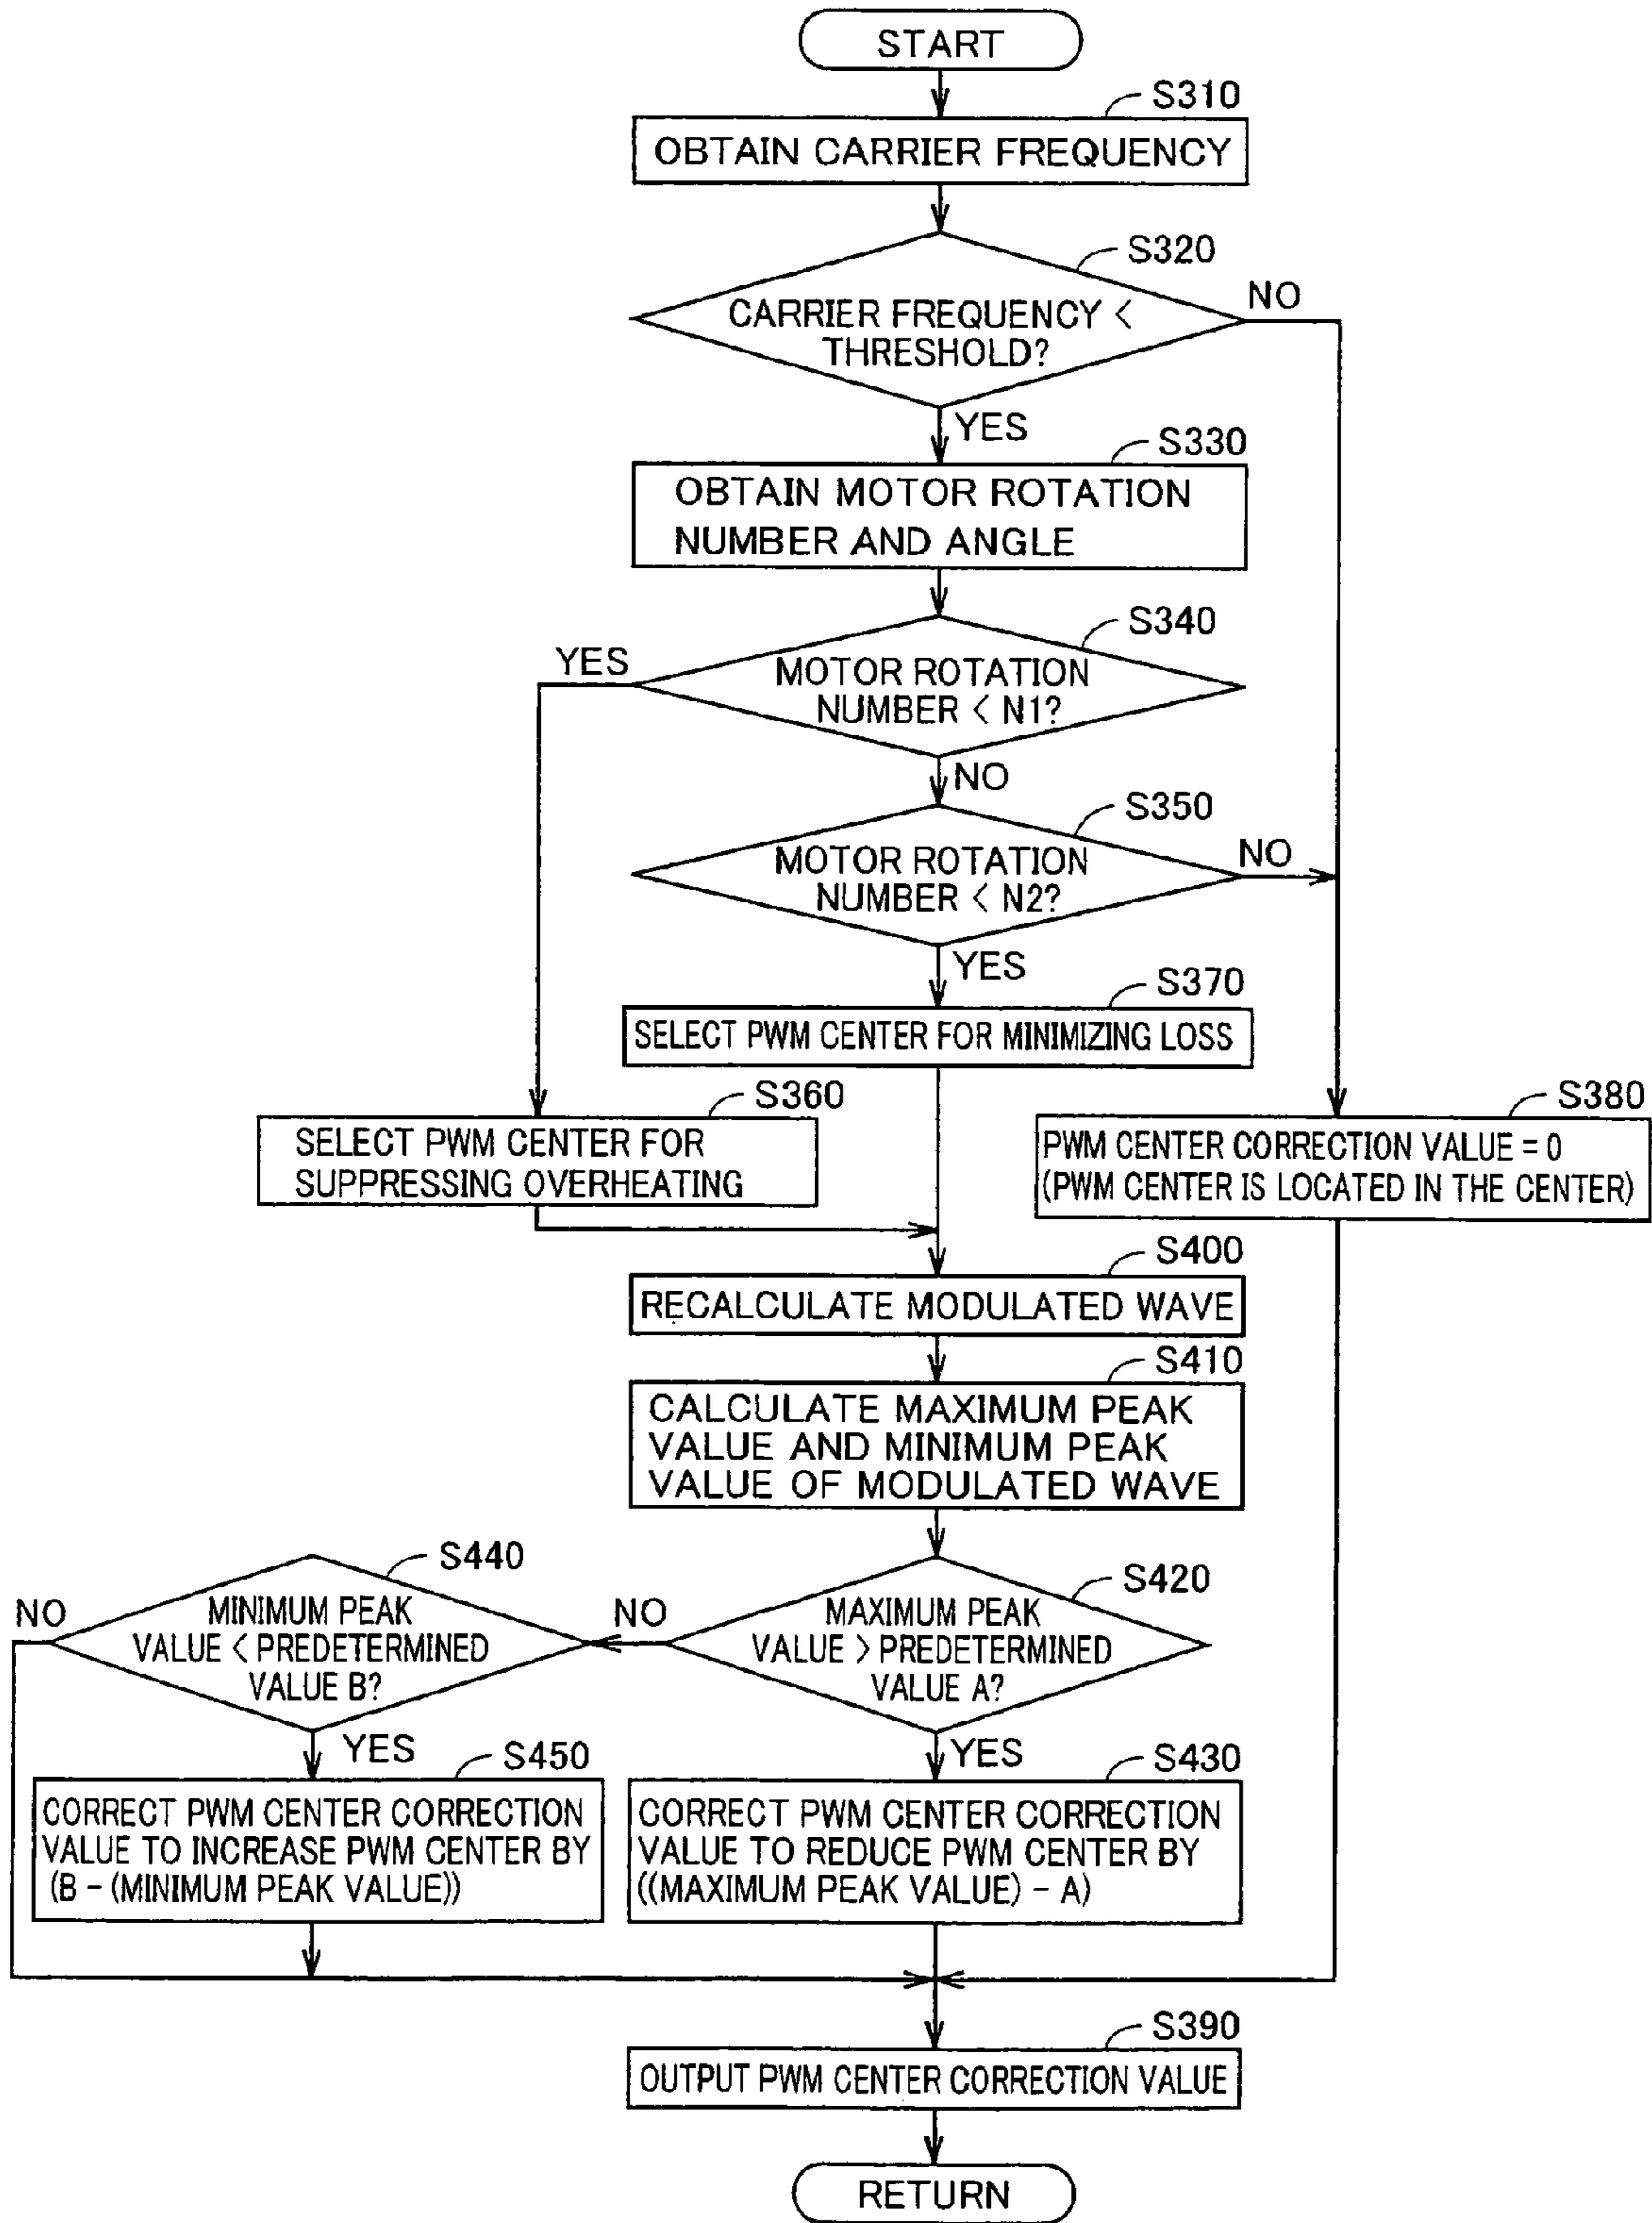 START
S310
OBTAIN CARRIER FREQUENCY
S320
CARRIER FREQUENCY <
THRESHOLD?
NO
YES
S330
OBTAIN MOTOR ROTATION
NUMBER AND ANGLE
S340
YES
MOTOR ROTATION
NUMBER < N1?
NO
S350
MOTOR ROTATION
NUMBER < N2?
NO
YES
S370
SELECT PWM CENTER FOR MINIMIZING LOSS
S360
SELECT PWM CENTER FOR
SUPPRESSING OVERHEATING
S380
PWM CENTER CORRECTION VALUE = 0
(PWM CENTER IS LOCATED IN THE CENTER)
S400
RECALCULATE MODULATED WAVE
S410
CALCULATE MAXIMUM PEAK
VALUE AND MINIMUM PEAK
VALUE OF MODULATED WAVE
S440
NO
MINIMUM PEAK
VALUE < PREDETERMINED
VALUE B?
NO
S420
MAXIMUM PEAK
VALUE > PREDETERMINED
VALUE A?
YES
S450
CORRECT PWM CENTER CORRECTION
VALUE TO INCREASE PWM CENTER BY
(B - (MINIMUM PEAK VALUE))
YES
S430
CORRECT PWM CENTER CORRECTION
VALUE TO REDUCE PWM CENTER BY
((MAXIMUM PEAK VALUE) - A)
S390
OUTPUT PWM CENTER CORRECTION VALUE
RETURN